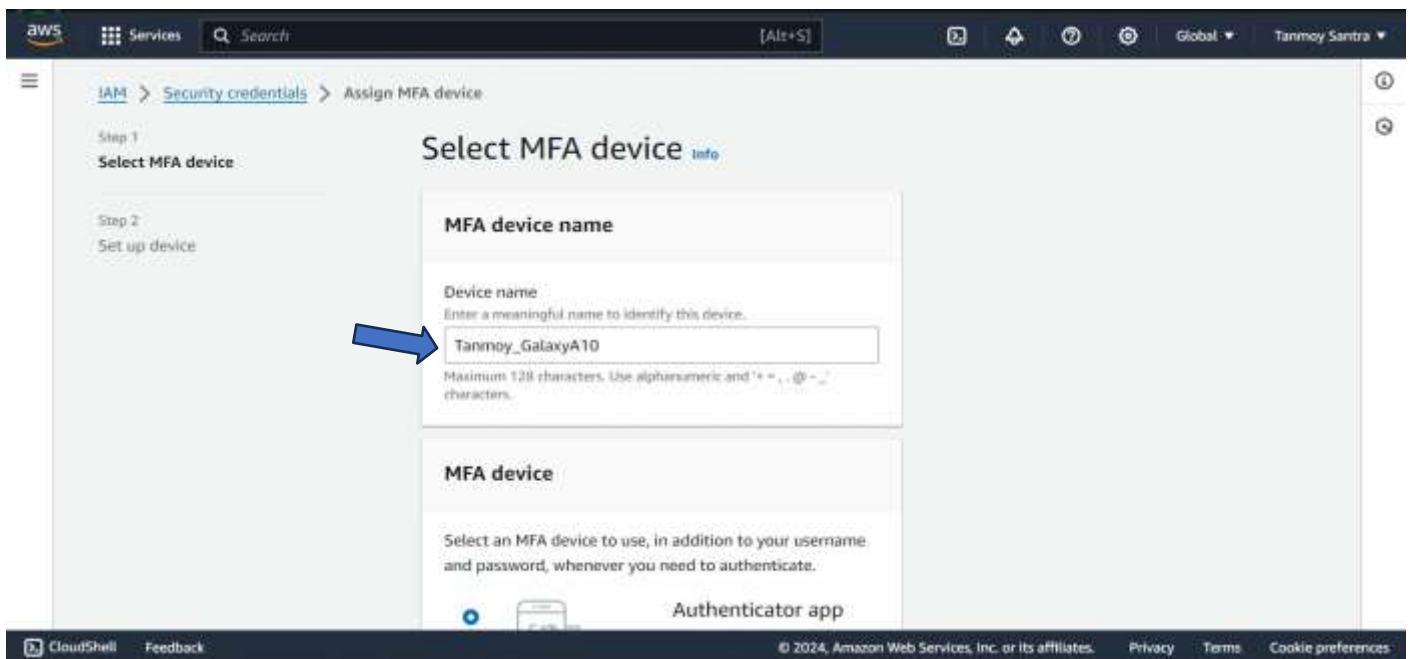 aws
Services
Search
[Alt+S]
Global
Tanmoy Santra
IAM > Security credentials > Assign MFA device
Step 1
Select MFA device
Step 2
Set up device
Select MFA device Info
MFA device name
Device name
Enter a meaningful name to identify this device.
Tanmoy_GalaxyA10
Maximum 128 characters. Use alphanumeric and '+ = , . @ - _'
characters.
MFA device
Select an MFA device to use, in addition to your username
and password, whenever you need to authenticate.
Authenticator app
CloudShell
Feedback
© 2024, Amazon Web Services, Inc. or its affiliates.
Privacy
Terms
Cookie preferences